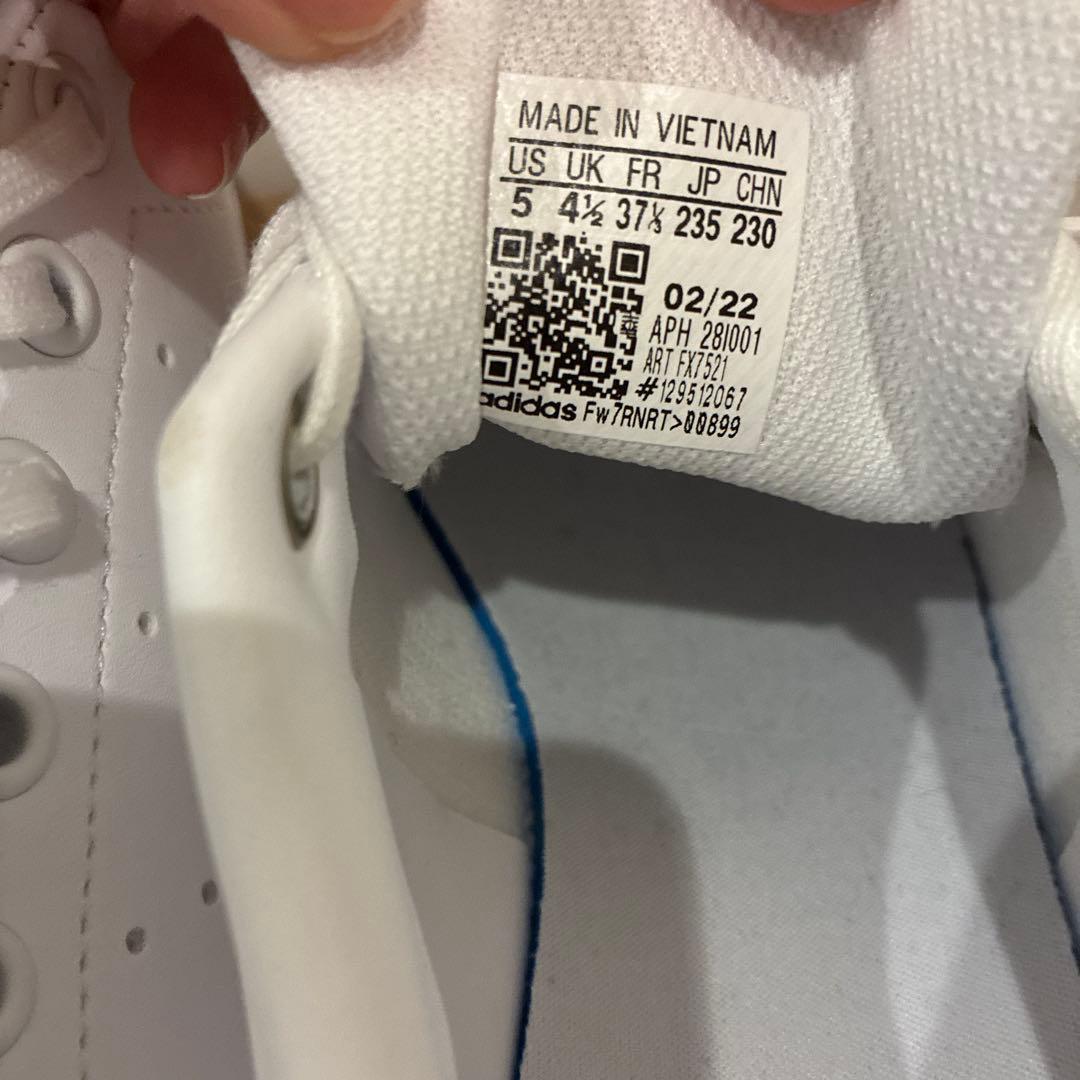 MADE IN VIETNAM
US UK FR JP CHN
5 4½ 37⅓ 235 230
02/22
APH 28I001
ART FX7521
#129512067
adidas Fw7RNRT>00899